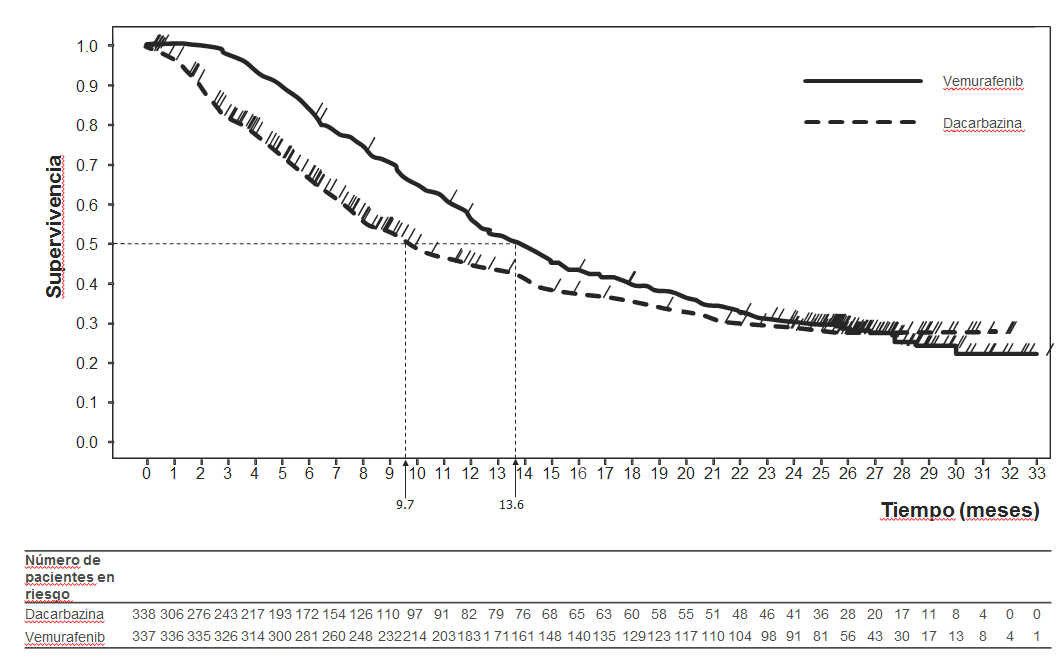 1.0
0.9
0.8
0.7
0.6
0.5
0.4
0.3
0.2
0.1
0.0
Supervivencia
Vemurafenib
Dacarbazina
0 1 2 3 4 5 6 7 8 9 10 11 12 13 14 15 16 17 18 19 20 21 22 23 24 25 26 27 28 29 30 31 32 33
9.7 13.6
Tiempo (meses)
Número de
pacientes en
riesgo
Dacarbazina 338 306 276 243 217 193 172 154 126 110 97 91 82 79 76 68 65 63 60 58 55 51 48 46 41 36 28 20 17 11 8 4 0 0
Vemurafenib 337 336 335 326 314 300 281 260 248 232 214 203 183 171 161 148 140 135 129 123 117 110 104 98 91 81 56 43 30 17 13 8 4 1